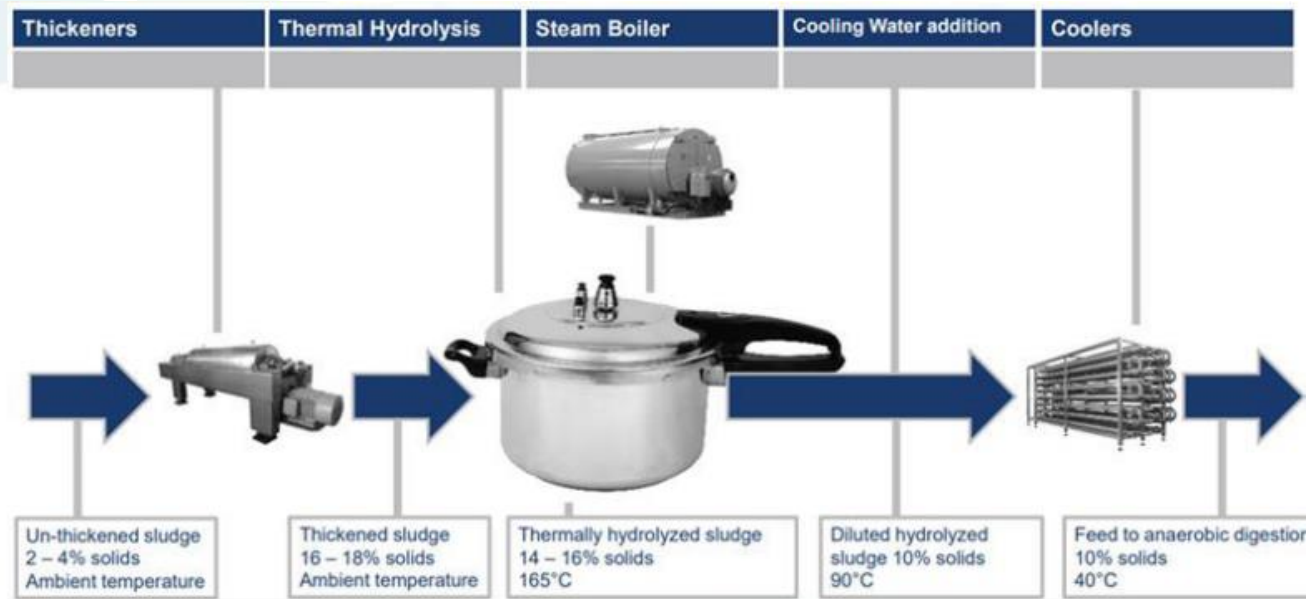 Thickeners
Thermal Hydrolysis
Steam Boiler
Cooling Water addition
Coolers
Un-thickened sludge
2 – 4% solids
Ambient temperature
Thickened sludge
16 – 18% solids
Ambient temperature
Thermally hydrolyzed sludge
14 – 16% solids
165°C
Diluted hydrolyzed
sludge 10% solids
90°C
Feed to anaerobic digestion
10% solids
40°C